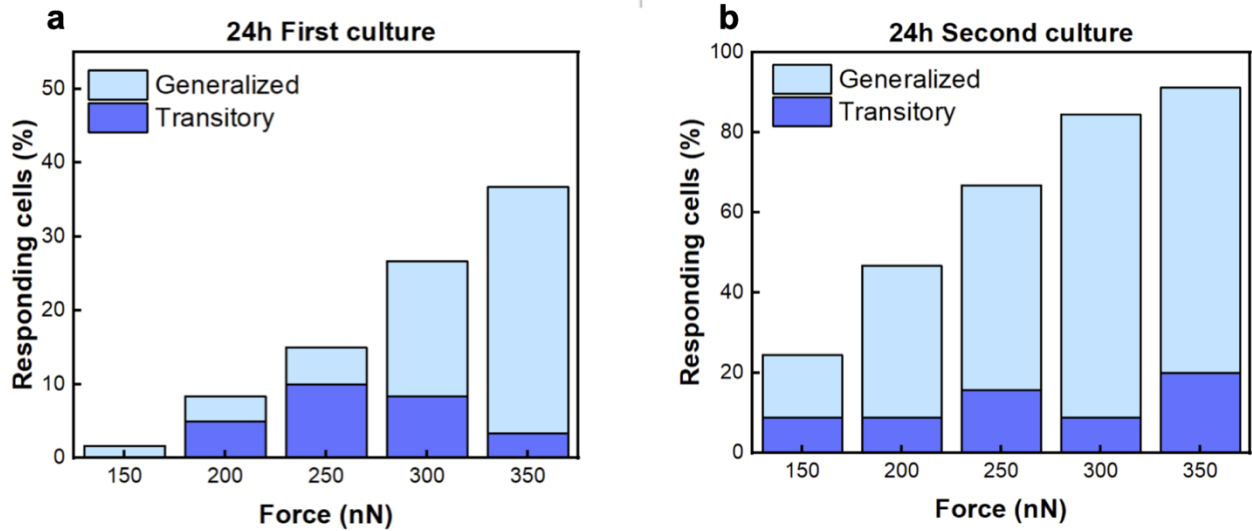 a
24h First culture
Generalized
Transitory
Responding cells (%)
50
40
30
20
10
0
150 200 250 300 350
Force (nN)
b
24h Second culture
Generalized
Transitory
Responding cells (%)
100
80
60
40
20
0
150 200 250 300 350
Force (nN)